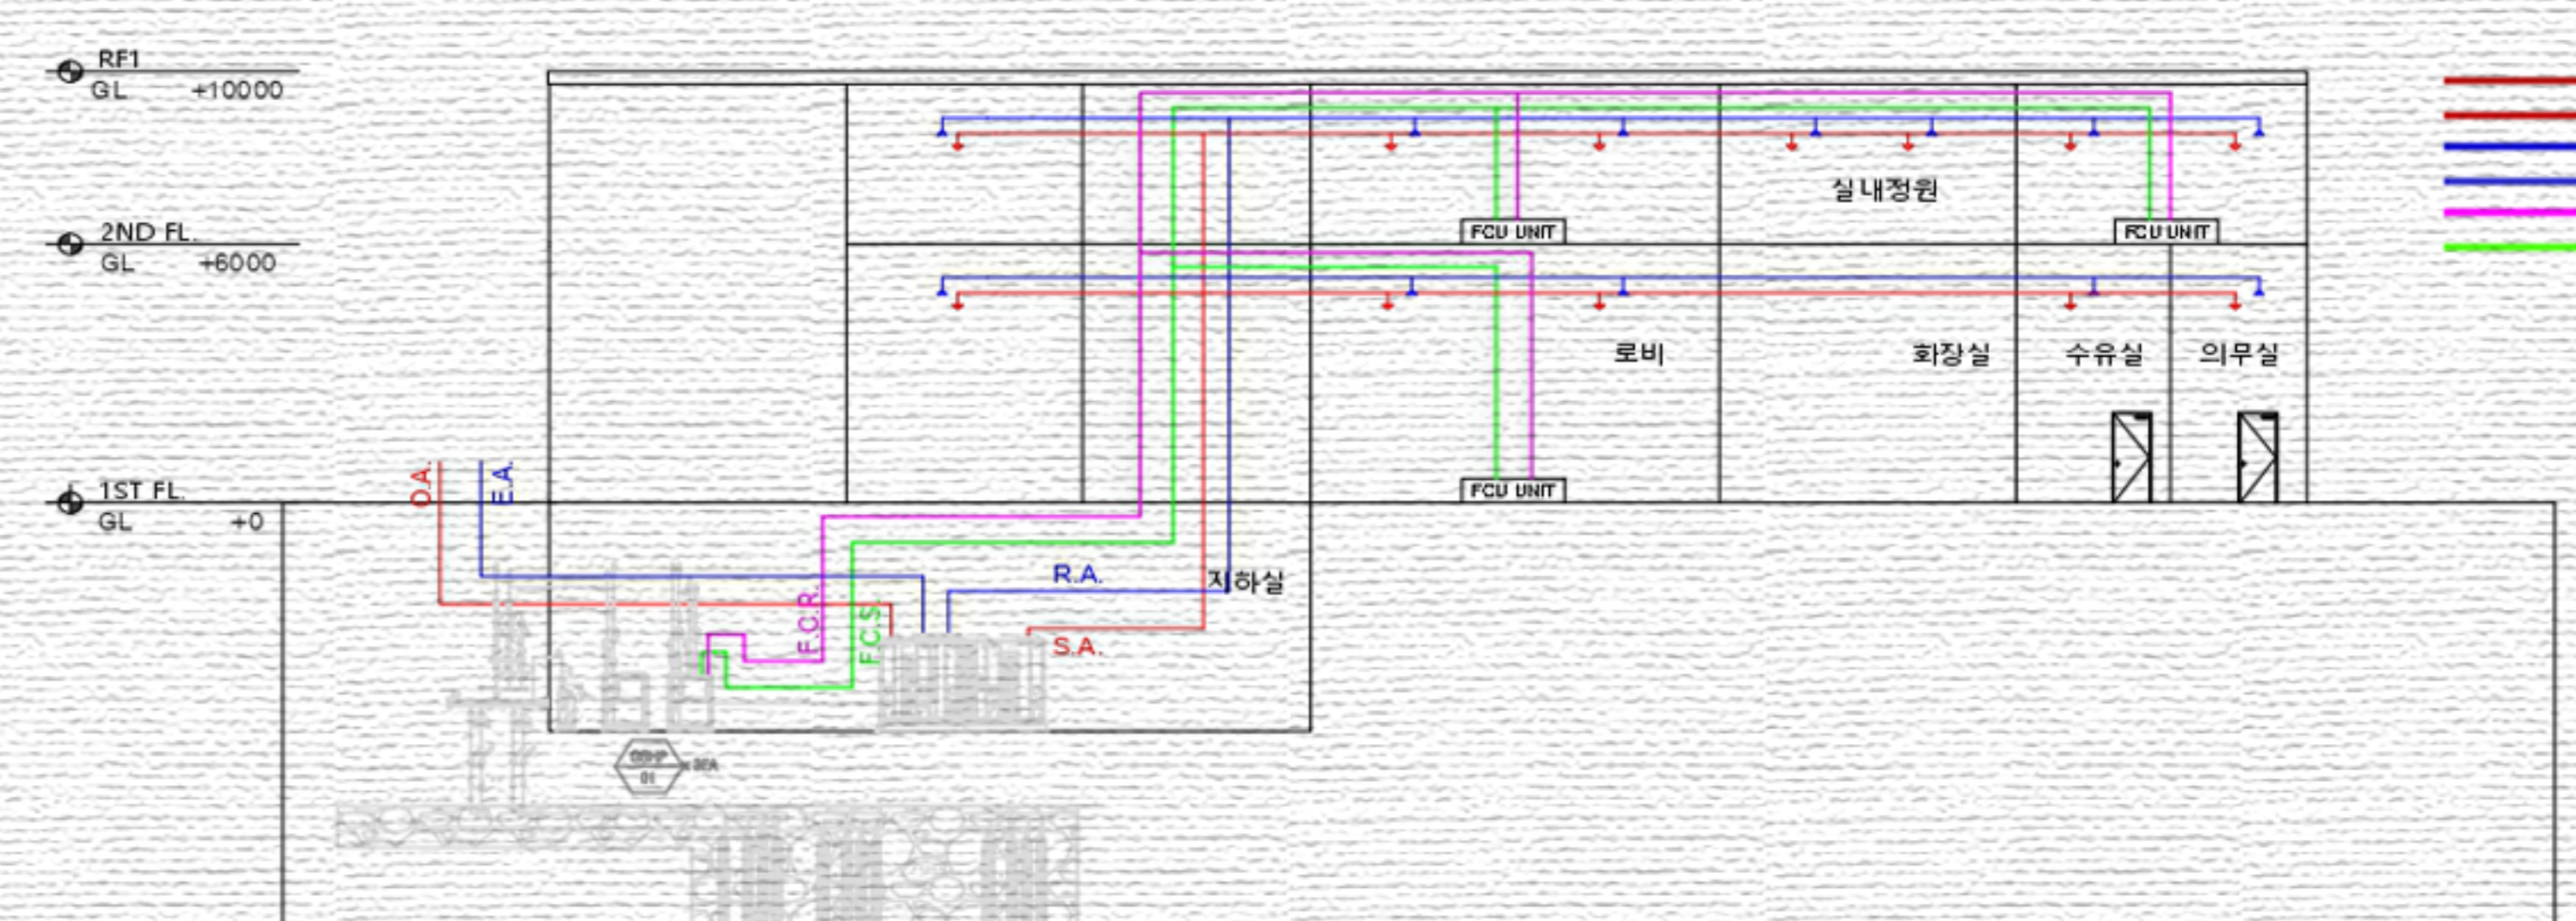 RF1
GL +10000
2ND FL.
GL +6000
1ST FL.
GL +0
실내정원
FCU UNIT
FCU UNIT
로비
화장실
수유실
의무실
FCU UNIT
O.A.
E.A.
R.A.
지하실
S.A.
F.C.R.
F.C.S.
01